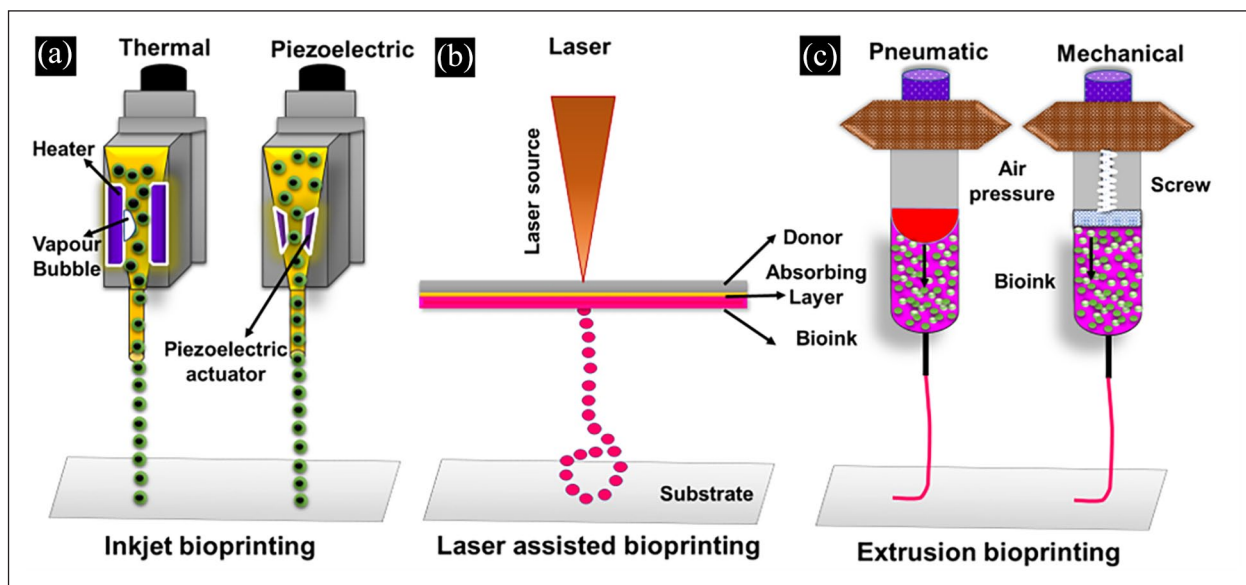 (a)
Thermal
Piezoelectric
Heater
Vapour
Bubble
Piezoelectric
actuator
Inkjet bioprinting
(b)
Laser
Laser source
Donor
Absorbing
Layer
Bioink
Substrate
Laser assisted bioprinting
(c)
Pneumatic
Mechanical
Air
pressure
Screw
Bioink
Extrusion bioprinting